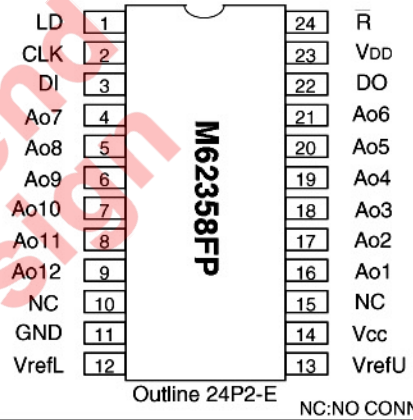 LD 1 24 R̅
CLK 2 23 VDD
DI 3 22 DO
Ao7 4 21 Ao6
Ao8 5 20 Ao5
Ao9 6 19 Ao4
Ao10 7 18 Ao3
Ao11 8 17 Ao2
Ao12 9 16 Ao1
NC 10 15 NC
GND 11 14 Vcc
VrefL 12 13 VrefU
M62358FP
Outline 24P2-E
NC:NO CONN
end
sign